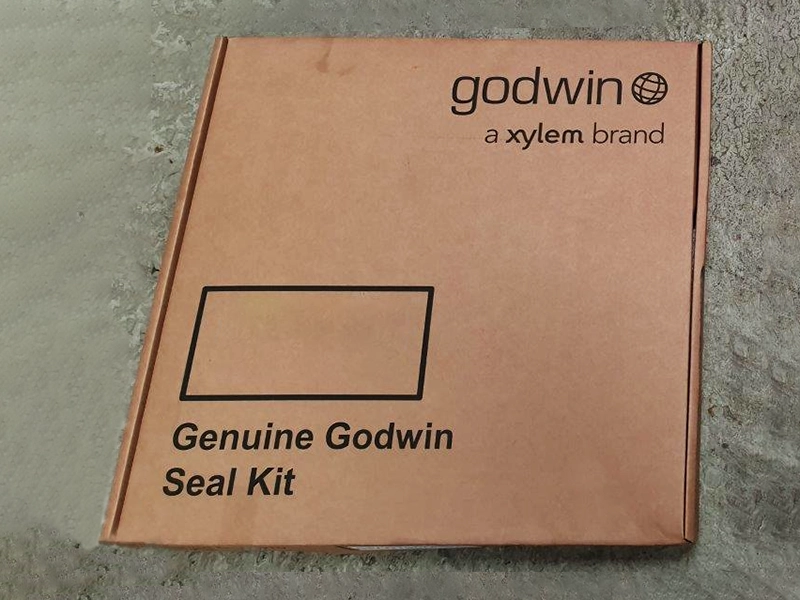 godwin
a xylem brand
Genuine Godwin
Seal Kit